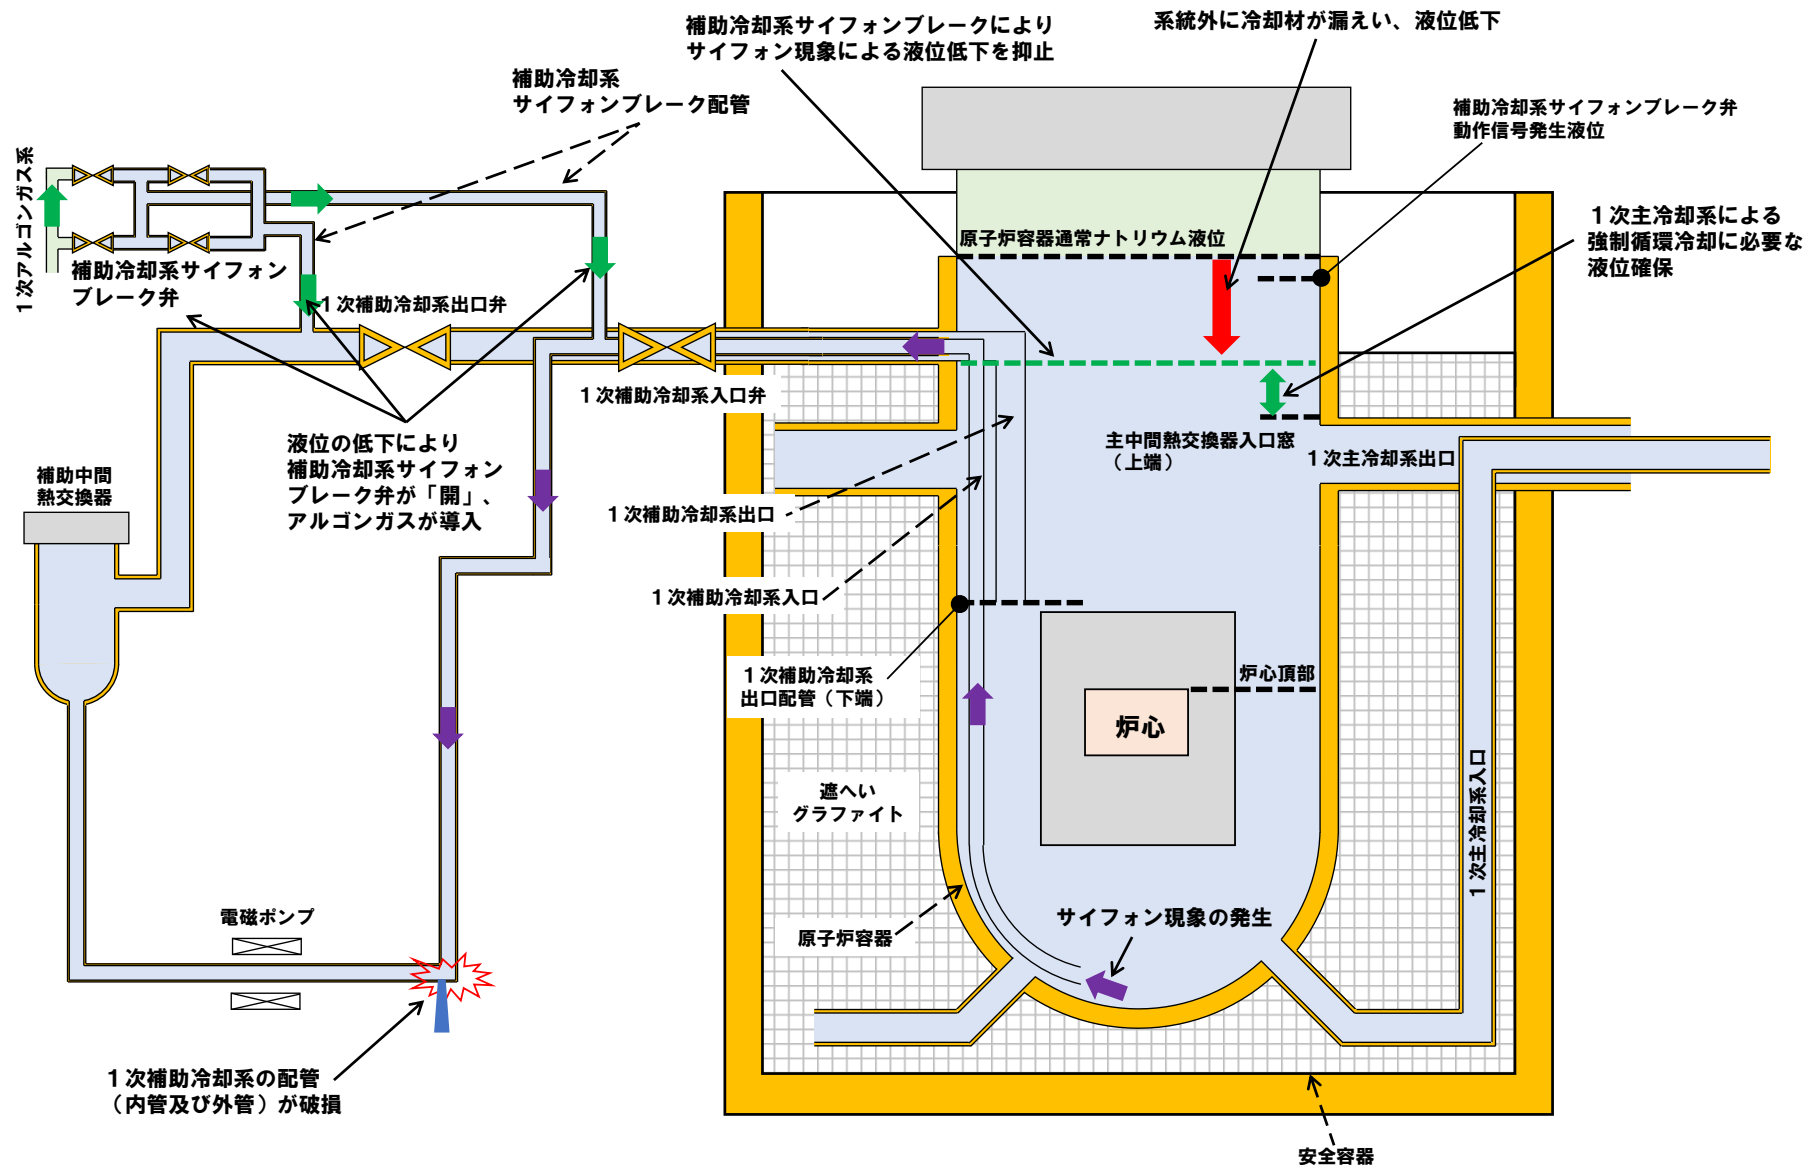 補助冷却系サイフォンブレークにより
サイフォン現象による液位低下を抑止
系統外に冷却材が漏えい、液位低下
補助冷却系
サイフォンブレーク配管
補助冷却系サイフォンブレーク弁
動作信号発生液位
1次アルゴンガス系
1次主冷却系による
強制循環冷却に必要な
液位確保
原子炉容器通常ナトリウム液位
補助冷却系サイフォン
ブレーク弁
1次補助冷却系出口弁
1次補助冷却系入口弁
液位の低下により
補助冷却系サイフォン
ブレーク弁が「開」、
アルゴンガスが導入
主中間熱交換器入口窓
（上端）
1次主冷却系出口
補助中間
熱交換器
1次補助冷却系出口
1次補助冷却系入口
1次補助冷却系
出口配管（下端）
炉心頂部
炉心
遮へい
グラファイト
1次主冷却系入口
電磁ポンプ
原子炉容器
サイフォン現象の発生
1次補助冷却系の配管
（内管及び外管）が破損
安全容器